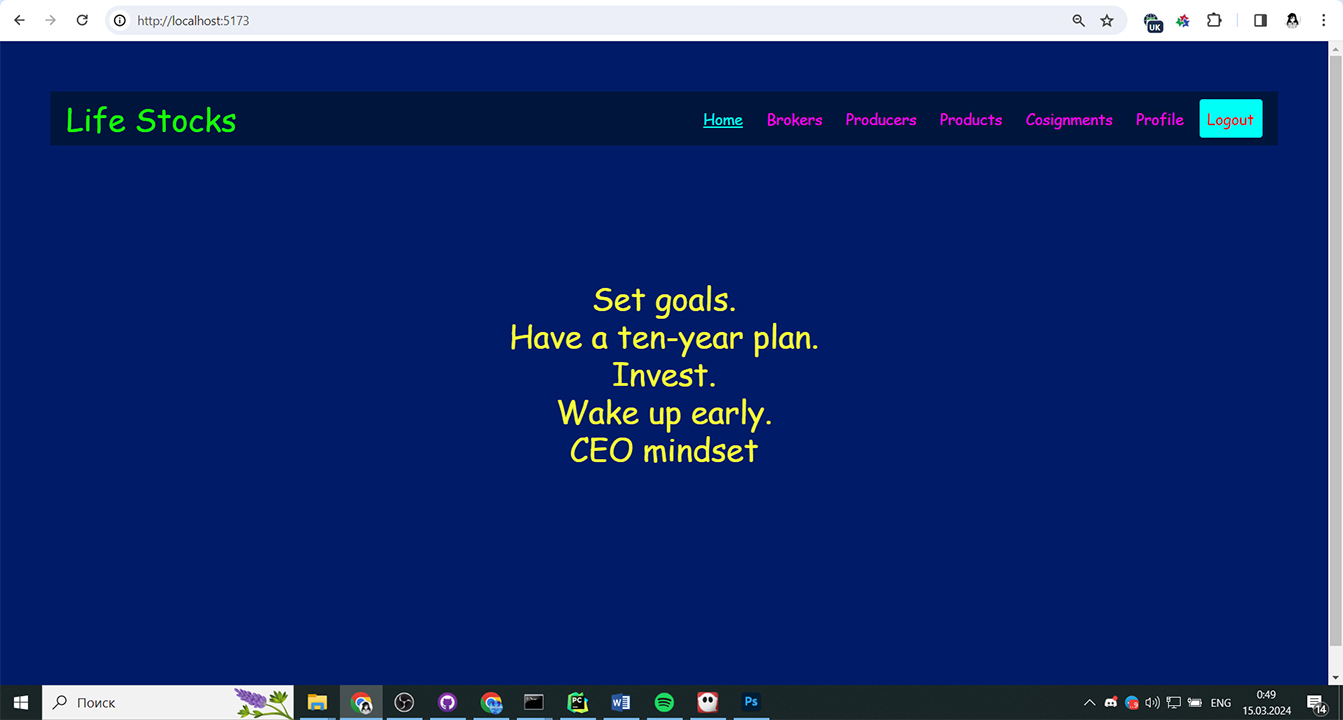 http://localhost:5173
UK
Life Stocks
Home Brokers Producers Products Cosignments Profile Logout
Set goals.
Have a ten-year plan.
Invest.
Wake up early.
CEO mindset
Поиск
PC
W
Ps
ENG
0:49
15.03.2024
14